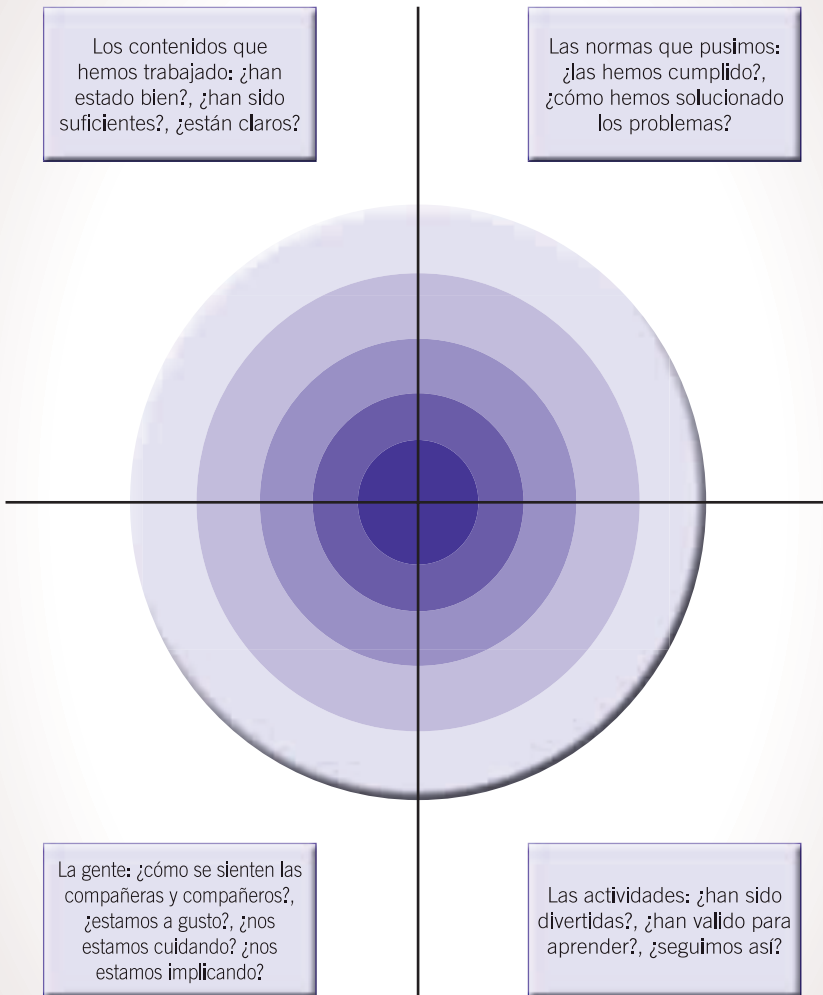 Los contenidos que
hemos trabajado: ¿han
estado bien?, ¿han sido
suficientes?, ¿están claros?
Las normas que pusimos:
¿las hemos cumplido?,
¿cómo hemos solucionado
los problemas?
La gente: ¿cómo se sienten las
compañeras y compañeros?,
¿estamos a gusto?, ¿nos
estamos cuidando? ¿nos
estamos implicando?
Las actividades: ¿han sido
divertidas?, ¿han valido para
aprender?, ¿seguimos así?